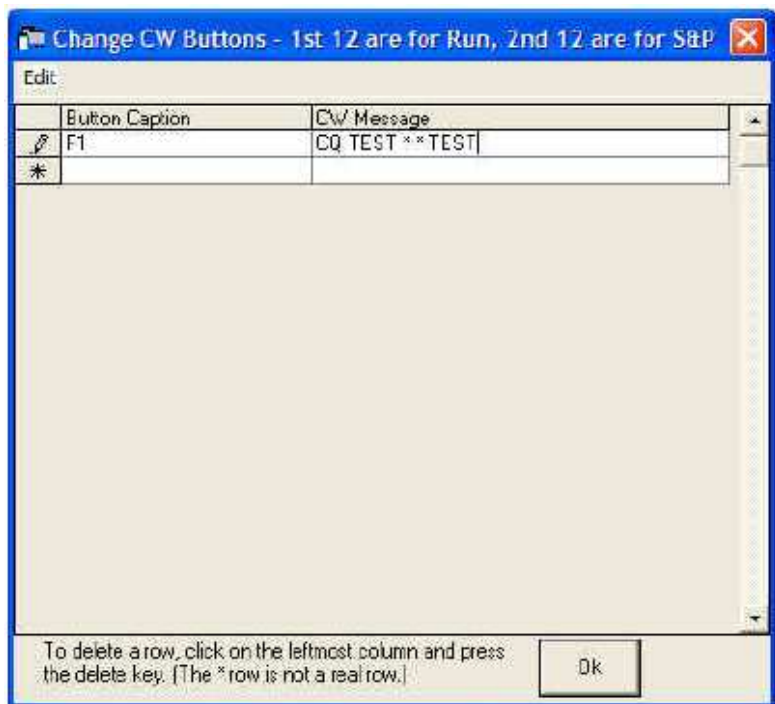 Change CW Buttons - 1st 12 are for Run, 2nd 12 are for S&P
Edit
Button Caption CW Message
F1 CQ TEST * * TEST
*
To delete a row, click on the leftmost column and press
the delete key. (The * row is not a real row.)
Ok